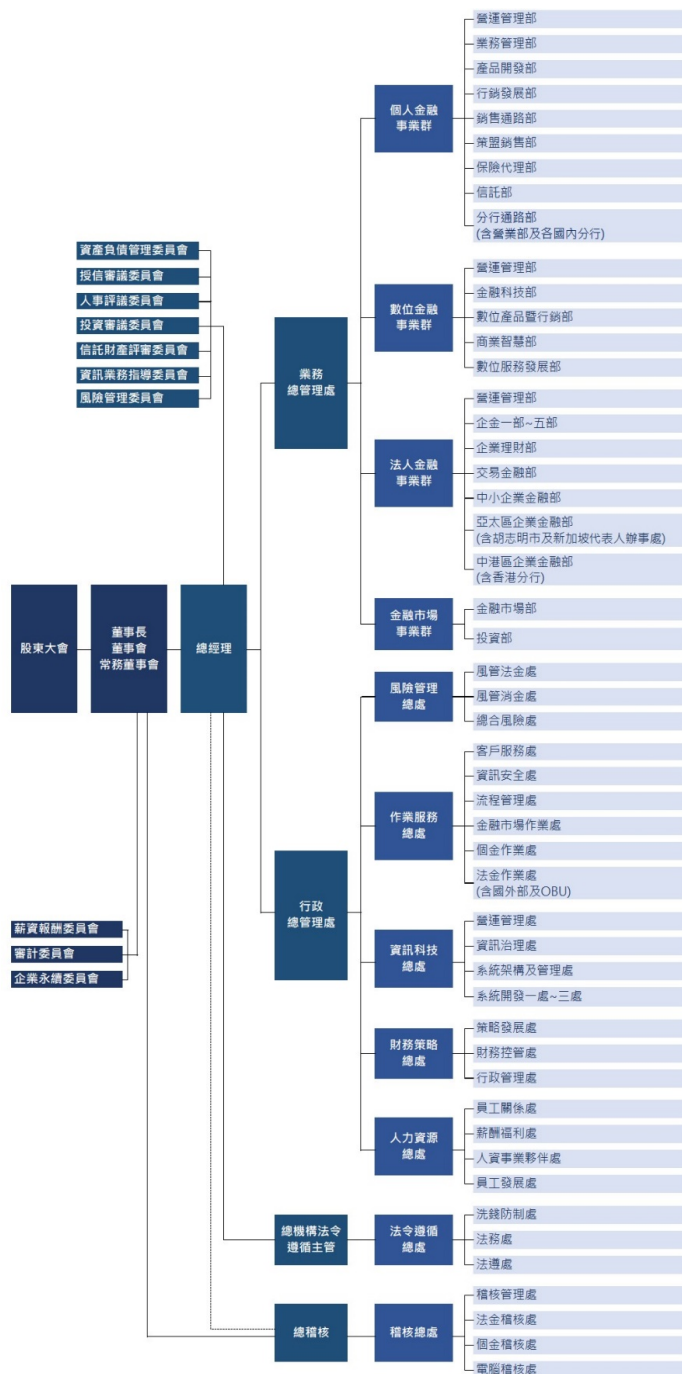 股東大會
董事長
董事會
常務董事會
總經理
資產負債管理委員會
授信審議委員會
人事評議委員會
投資審議委員會
信託財產評審委員會
資訊業務指導委員會
風險管理委員會
薪資報酬委員會
審計委員會
企業永續委員會
業務
總管理處
個人金融
事業群
營運管理部
業務管理部
產品開發部
行銷發展部
銷售通路部
策盟銷售部
保險代理部
信託部
分行通路部
(含營業部及各國內分行)
數位金融
事業群
營運管理部
金融科技部
數位產品暨行銷部
商業智慧部
數位服務發展部
法人金融
事業群
營運管理部
企金一部~五部
企業理財部
交易金融部
中小企業金融部
亞太區企業金融部
(含胡志明市及新加坡代表人辦事處)
中港區企業金融部
(含香港分行)
金融市場
事業群
金融市場部
投資部
行政
總管理處
風險管理
總處
風管法金處
風管消金處
總合風險處
作業服務
總處
客戶服務處
資訊安全處
流程管理處
金融市場作業處
個金作業處
法金作業處
(含國外部及OBU)
資訊科技
總處
營運管理處
資訊治理處
系統架構及管理處
系統開發一處~三處
財務策略
總處
策略發展處
財務控管處
行政管理處
人力資源
總處
員工關係處
薪酬福利處
人資事業夥伴處
員工發展處
總機構法令
遵循主管
法令遵循
總處
洗錢防制處
法務處
法遵處
總稽核
稽核總處
稽核管理處
法金稽核處
個金稽核處
電腦稽核處